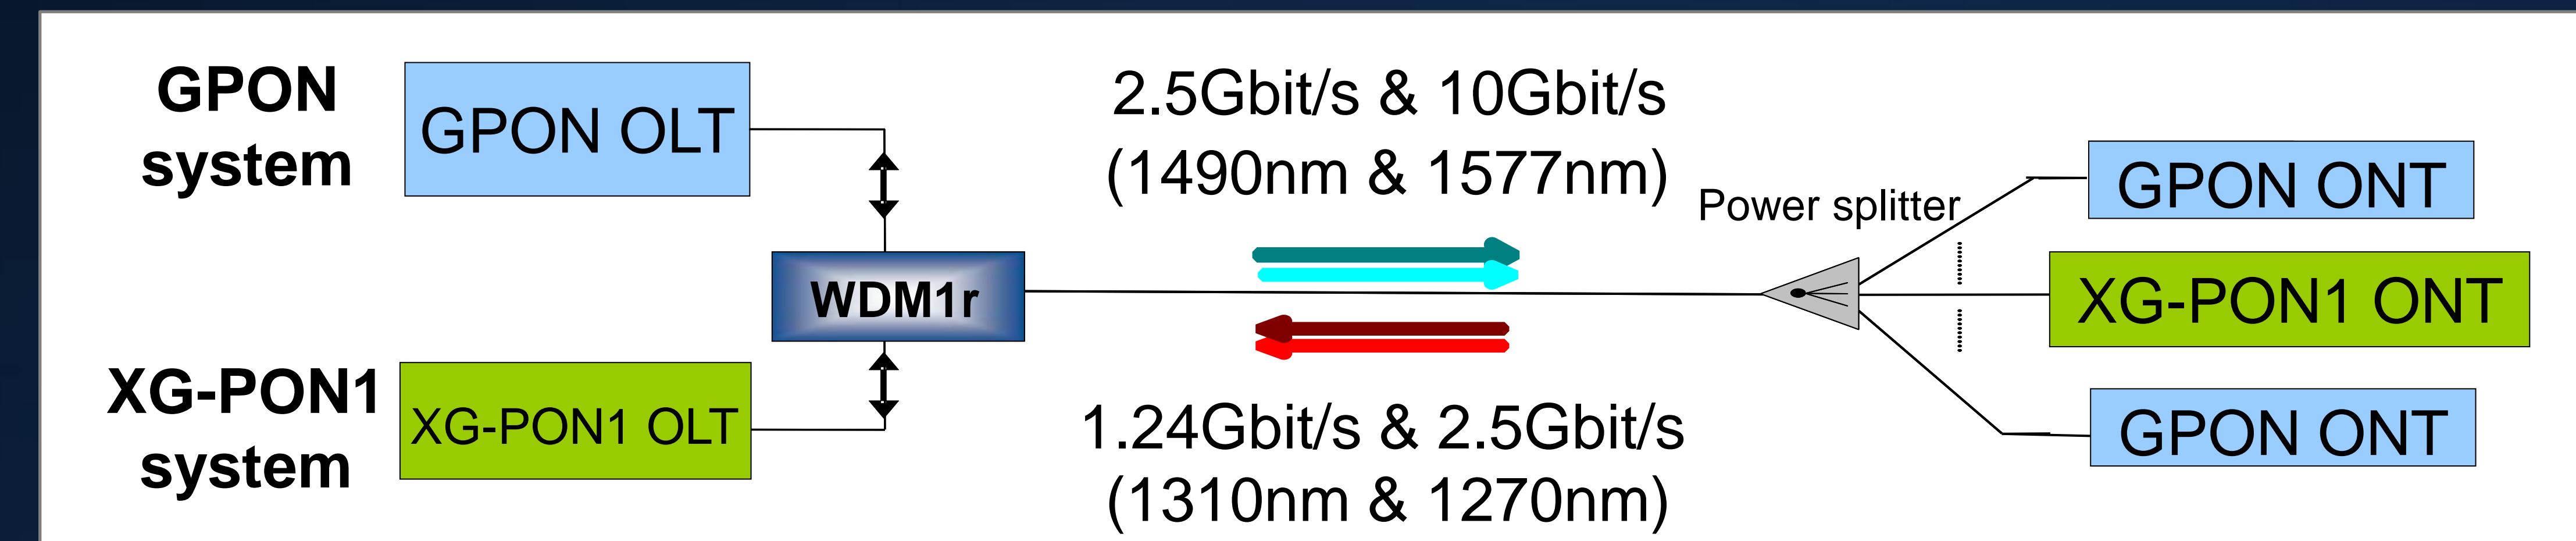 GPON
system
GPON OLT
2.5Gbit/s & 10Gbit/s
(1490nm & 1577nm)
Power splitter
GPON ONT
WDM1r
XG-PON1 ONT
XG-PON1
system
XG-PON1 OLT
1.24Gbit/s & 2.5Gbit/s
(1310nm & 1270nm)
GPON ONT